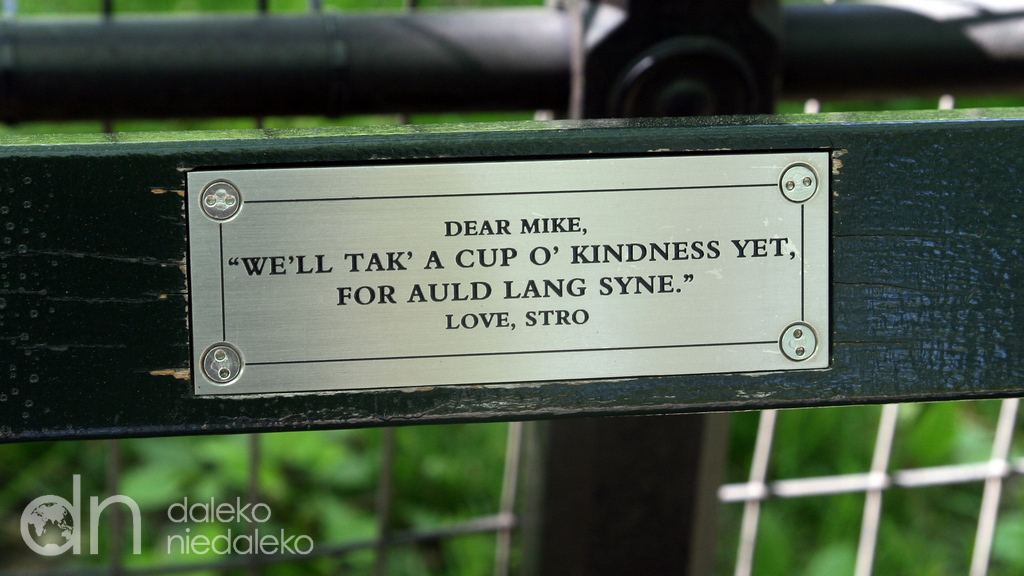 DEAR MIKE,
“WE’LL TAK’ A CUP O’ KINDNESS YET,
FOR AULD LANG SYNE.”
LOVE, STRO
dn daleko
niedaleko